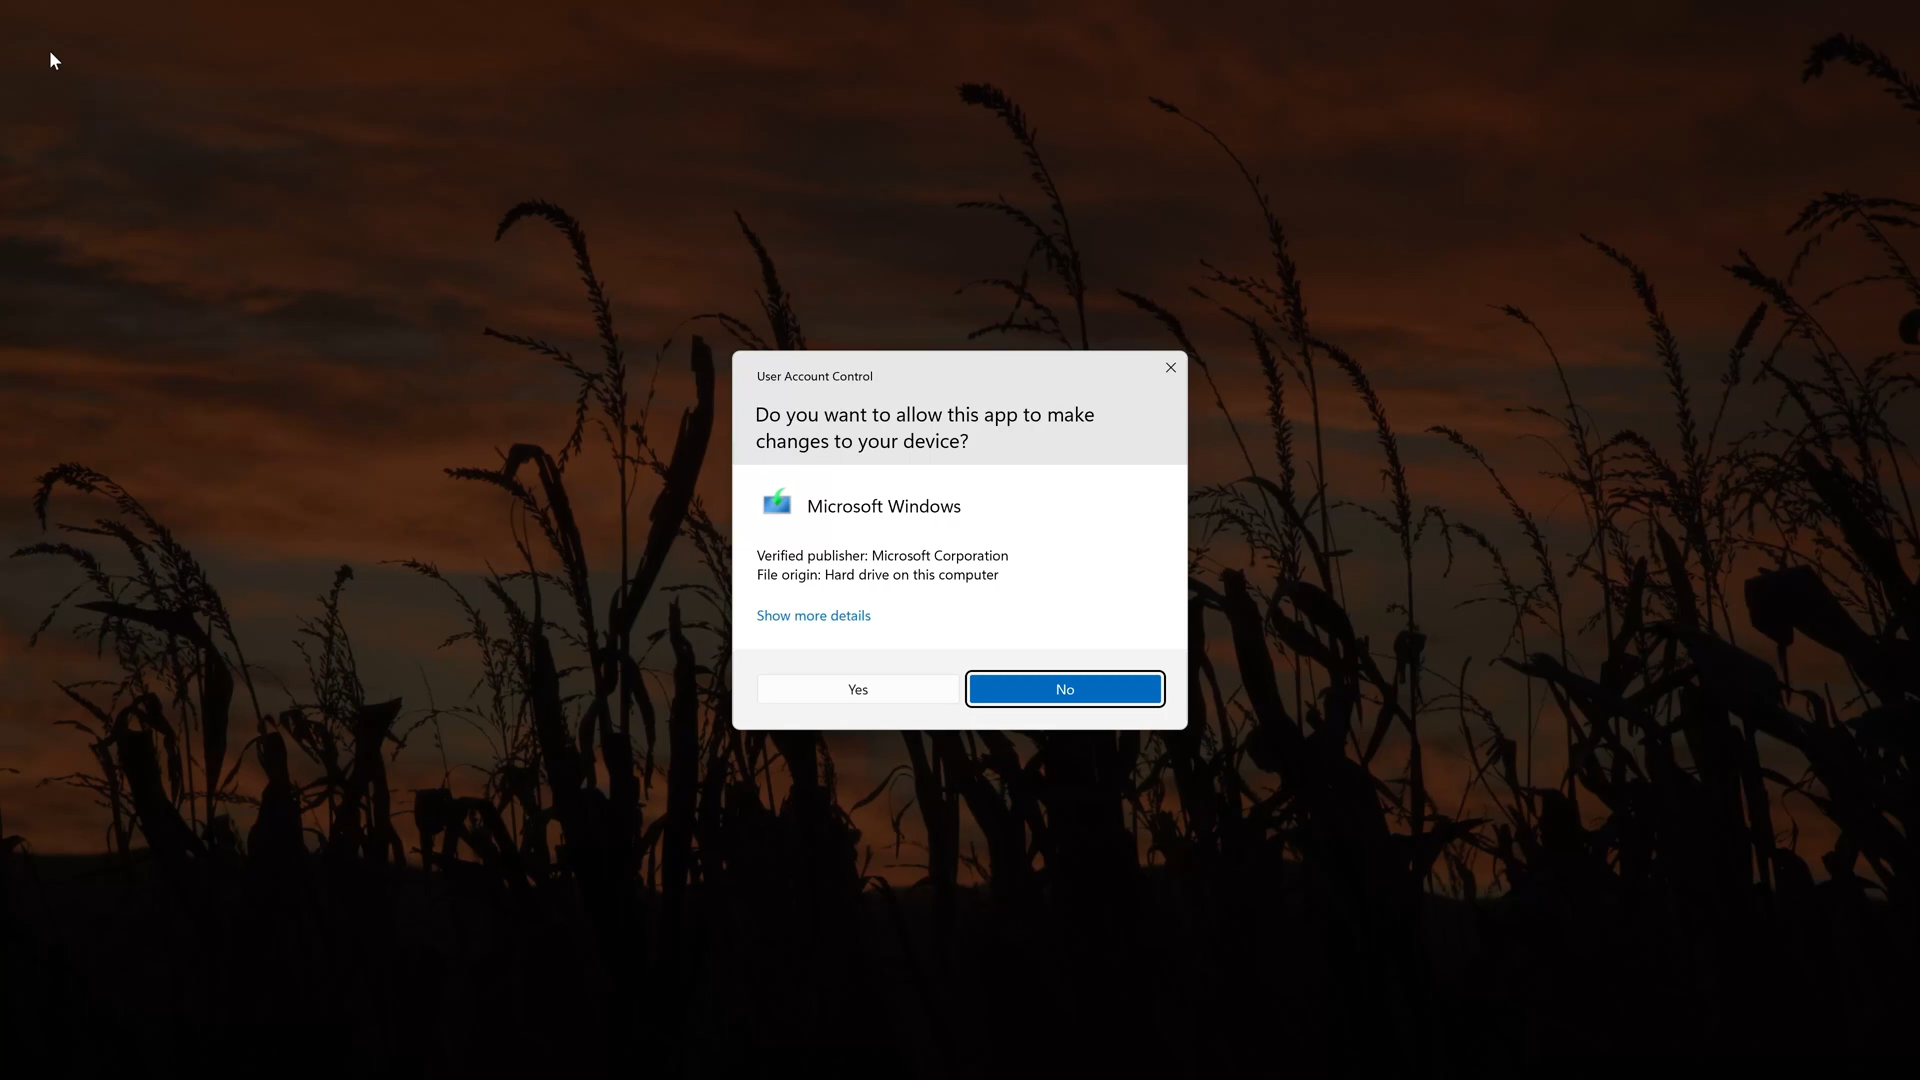 User Account Control
Do you want to allow this app to make
changes to your device?
Microsoft Windows
Verified publisher: Microsoft Corporation
File origin: Hard drive on this computer
Show more details
Yes
No